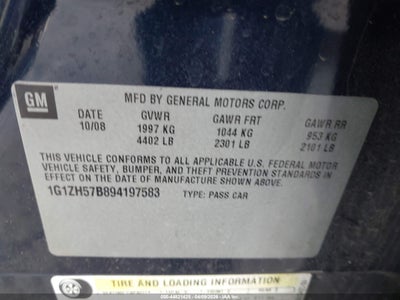 GM
MFD BY GENERAL MOTORS CORP.
DATE GVWR GAWR FRT GAWR RR
10/08 1997 KG 1044 KG 953 KG
4402 LB 2301 LB 2101 LB
THIS VEHICLE CONFORMS TO ALL APPLICABLE U.S. FEDERAL MOTOR
VEHICLE SAFETY, BUMPER, AND THEFT PREVENTION STANDARDS IN
EFFECT ON THE DATE OF MANUFACTURE SHOWN ABOVE.
1G1ZH57B894197583 TYPE: PASS CAR
TIRE AND LOADING INFORMATION